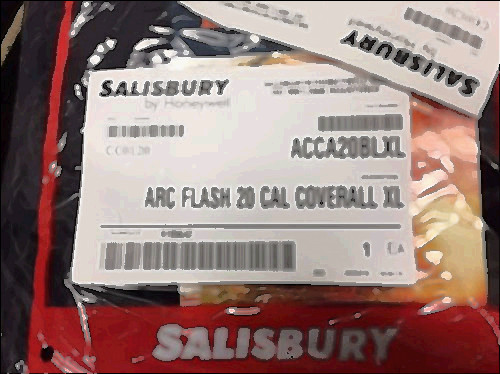 SALISBURY
SALISBURY
by Honeywell
ACCA20BLXL
ARC FLASH 20 CAL COVERALL XL
1 EA
SALISBURY